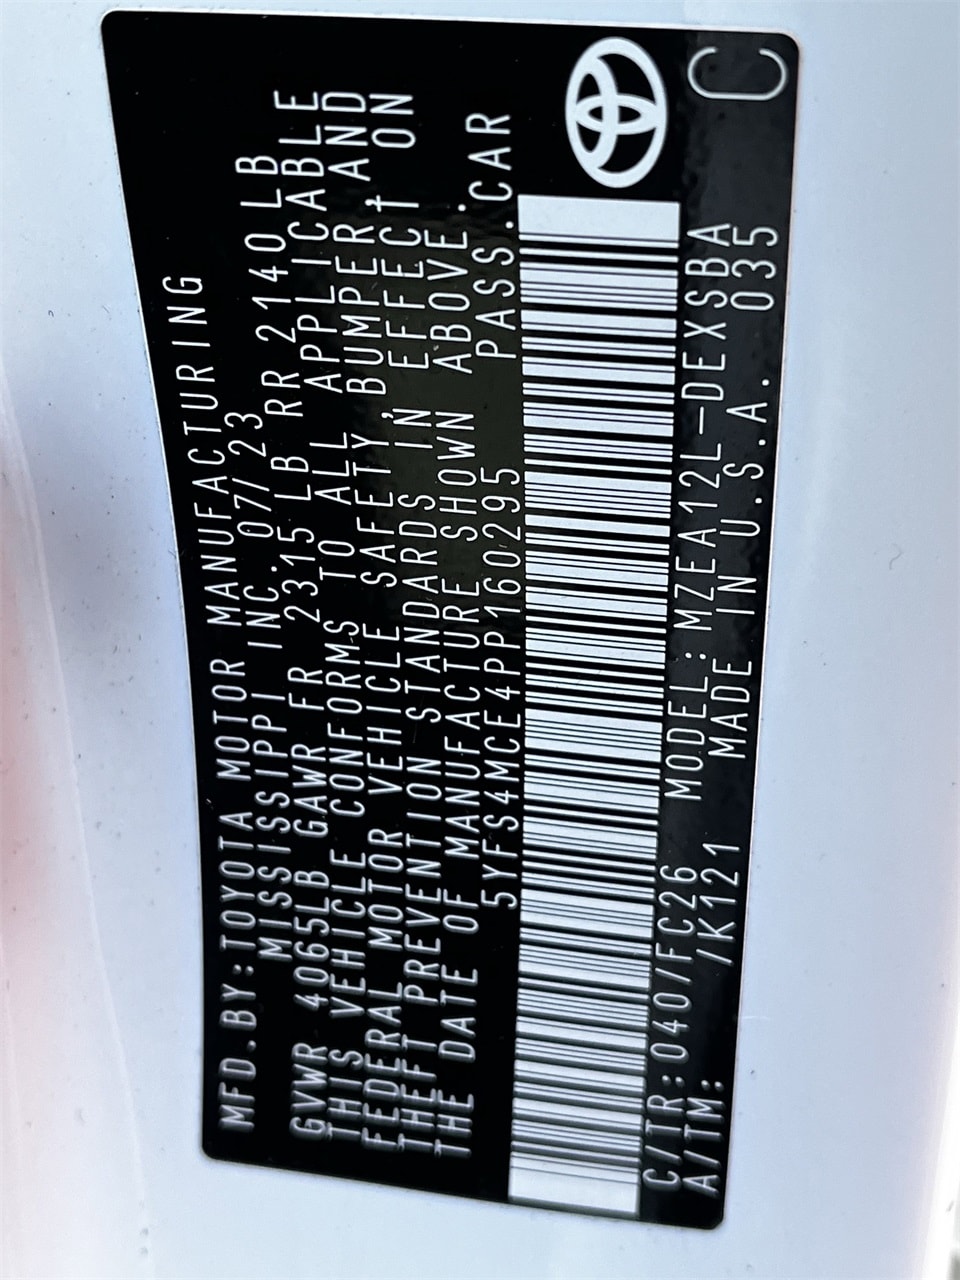 MFD.BY:TOYOTA MOTOR MANUFACTURING
MISSISSIPPI INC. 07/23
GVWR 4065LB GAWR FR 2315 LB RR 2140 LB
THIS VEHICLE CONFORMS TO ALL APPLICABLE
FEDERAL MOTOR VEHICLE SAFETY, BUMPER, AND
THEFT PREVENTION STANDARDS IN EFFECT ON
THE DATE OF MANUFACTURE SHOWN ABOVE.
5YFS4MCE4PP160295 PASS.CAR
C/TR:040/FC26 MODEL:MZEA12L-DEXSBA
A/TM: /K121 MADE IN U.S.A. 035
C